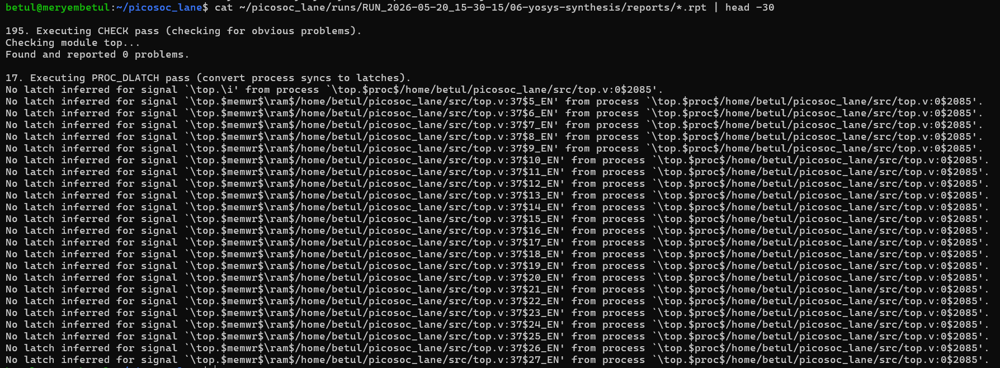 betul@meryembetul:~/picosoc_lane$ cat ~/picosoc_lane/runs/RUN_2026-05-20_15-30-15/06-yosys-synthesis/reports/*.rpt | head -30
195. Executing CHECK pass (checking for obvious problems).
Checking module top...
Found and reported 0 problems.
17. Executing PROC_DLATCH pass (convert process syncs to latches).
No latch inferred for signal `\top.\i' from process `\top.$proc$/home/betul/picosoc_lane/src/top.v:0$2085'.
No latch inferred for signal `\top.$memwr$\ram$/home/betul/picosoc_lane/src/top.v:37$5_EN' from process `\top.$proc$/home/betul/picosoc_lane/src/top.v:0$2085'.
No latch inferred for signal `\top.$memwr$\ram$/home/betul/picosoc_lane/src/top.v:37$6_EN' from process `\top.$proc$/home/betul/picosoc_lane/src/top.v:0$2085'.
No latch inferred for signal `\top.$memwr$\ram$/home/betul/picosoc_lane/src/top.v:37$7_EN' from process `\top.$proc$/home/betul/picosoc_lane/src/top.v:0$2085'.
No latch inferred for signal `\top.$memwr$\ram$/home/betul/picosoc_lane/src/top.v:37$8_EN' from process `\top.$proc$/home/betul/picosoc_lane/src/top.v:0$2085'.
No latch inferred for signal `\top.$memwr$\ram$/home/betul/picosoc_lane/src/top.v:37$9_EN' from process `\top.$proc$/home/betul/picosoc_lane/src/top.v:0$2085'.
No latch inferred for signal `\top.$memwr$\ram$/home/betul/picosoc_lane/src/top.v:37$10_EN' from process `\top.$proc$/home/betul/picosoc_lane/src/top.v:0$2085'.
No latch inferred for signal `\top.$memwr$\ram$/home/betul/picosoc_lane/src/top.v:37$11_EN' from process `\top.$proc$/home/betul/picosoc_lane/src/top.v:0$2085'.
No latch inferred for signal `\top.$memwr$\ram$/home/betul/picosoc_lane/src/top.v:37$12_EN' from process `\top.$proc$/home/betul/picosoc_lane/src/top.v:0$2085'.
No latch inferred for signal `\top.$memwr$\ram$/home/betul/picosoc_lane/src/top.v:37$13_EN' from process `\top.$proc$/home/betul/picosoc_lane/src/top.v:0$2085'.
No latch inferred for signal `\top.$memwr$\ram$/home/betul/picosoc_lane/src/top.v:37$14_EN' from process `\top.$proc$/home/betul/picosoc_lane/src/top.v:0$2085'.
No latch inferred for signal `\top.$memwr$\ram$/home/betul/picosoc_lane/src/top.v:37$15_EN' from process `\top.$proc$/home/betul/picosoc_lane/src/top.v:0$2085'.
No latch inferred for signal `\top.$memwr$\ram$/home/betul/picosoc_lane/src/top.v:37$16_EN' from process `\top.$proc$/home/betul/picosoc_lane/src/top.v:0$2085'.
No latch inferred for signal `\top.$memwr$\ram$/home/betul/picosoc_lane/src/top.v:37$17_EN' from process `\top.$proc$/home/betul/picosoc_lane/src/top.v:0$2085'.
No latch inferred for signal `\top.$memwr$\ram$/home/betul/picosoc_lane/src/top.v:37$18_EN' from process `\top.$proc$/home/betul/picosoc_lane/src/top.v:0$2085'.
No latch inferred for signal `\top.$memwr$\ram$/home/betul/picosoc_lane/src/top.v:37$19_EN' from process `\top.$proc$/home/betul/picosoc_lane/src/top.v:0$2085'.
No latch inferred for signal `\top.$memwr$\ram$/home/betul/picosoc_lane/src/top.v:37$20_EN' from process `\top.$proc$/home/betul/picosoc_lane/src/top.v:0$2085'.
No latch inferred for signal `\top.$memwr$\ram$/home/betul/picosoc_lane/src/top.v:37$21_EN' from process `\top.$proc$/home/betul/picosoc_lane/src/top.v:0$2085'.
No latch inferred for signal `\top.$memwr$\ram$/home/betul/picosoc_lane/src/top.v:37$22_EN' from process `\top.$proc$/home/betul/picosoc_lane/src/top.v:0$2085'.
No latch inferred for signal `\top.$memwr$\ram$/home/betul/picosoc_lane/src/top.v:37$23_EN' from process `\top.$proc$/home/betul/picosoc_lane/src/top.v:0$2085'.
No latch inferred for signal `\top.$memwr$\ram$/home/betul/picosoc_lane/src/top.v:37$24_EN' from process `\top.$proc$/home/betul/picosoc_lane/src/top.v:0$2085'.
No latch inferred for signal `\top.$memwr$\ram$/home/betul/picosoc_lane/src/top.v:37$25_EN' from process `\top.$proc$/home/betul/picosoc_lane/src/top.v:0$2085'.
No latch inferred for signal `\top.$memwr$\ram$/home/betul/picosoc_lane/src/top.v:37$26_EN' from process `\top.$proc$/home/betul/picosoc_lane/src/top.v:0$2085'.
No latch inferred for signal `\top.$memwr$\ram$/home/betul/picosoc_lane/src/top.v:37$27_EN' from process `\top.$proc$/home/betul/picosoc_lane/src/top.v:0$2085'.